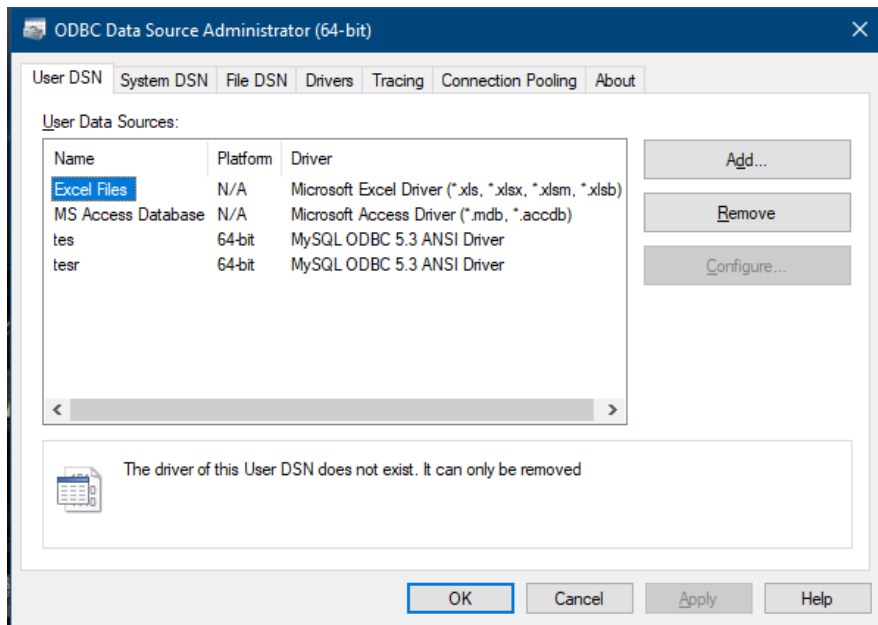 ODBC Data Source Administrator (64-bit)
User DSN System DSN File DSN Drivers Tracing Connection Pooling About
User Data Sources:
Name Platform Driver
Excel Files N/A Microsoft Excel Driver (*.xls, *.xlsx, *.xlsm, *.xlsb)
MS Access Database N/A Microsoft Access Driver (*.mdb, *.accdb)
tes 64-bit MySQL ODBC 5.3 ANSI Driver
tesr 64-bit MySQL ODBC 5.3 ANSI Driver
Add...
Remove
Configure...
The driver of this User DSN does not exist. It can only be removed
OK Cancel Apply Help